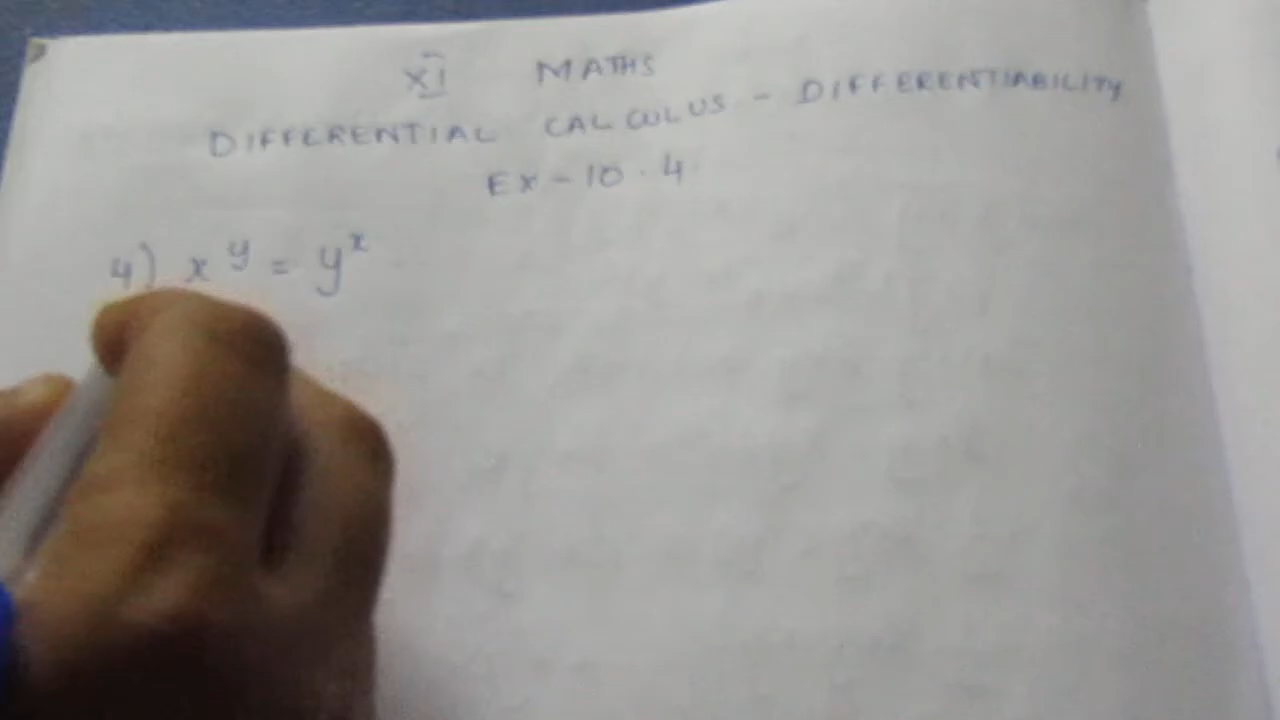 XI MATHS
DIFFERENTIAL CALCULUS - DIFFERENTIABILITY
Ex - 10.4
4) x^y = y^x